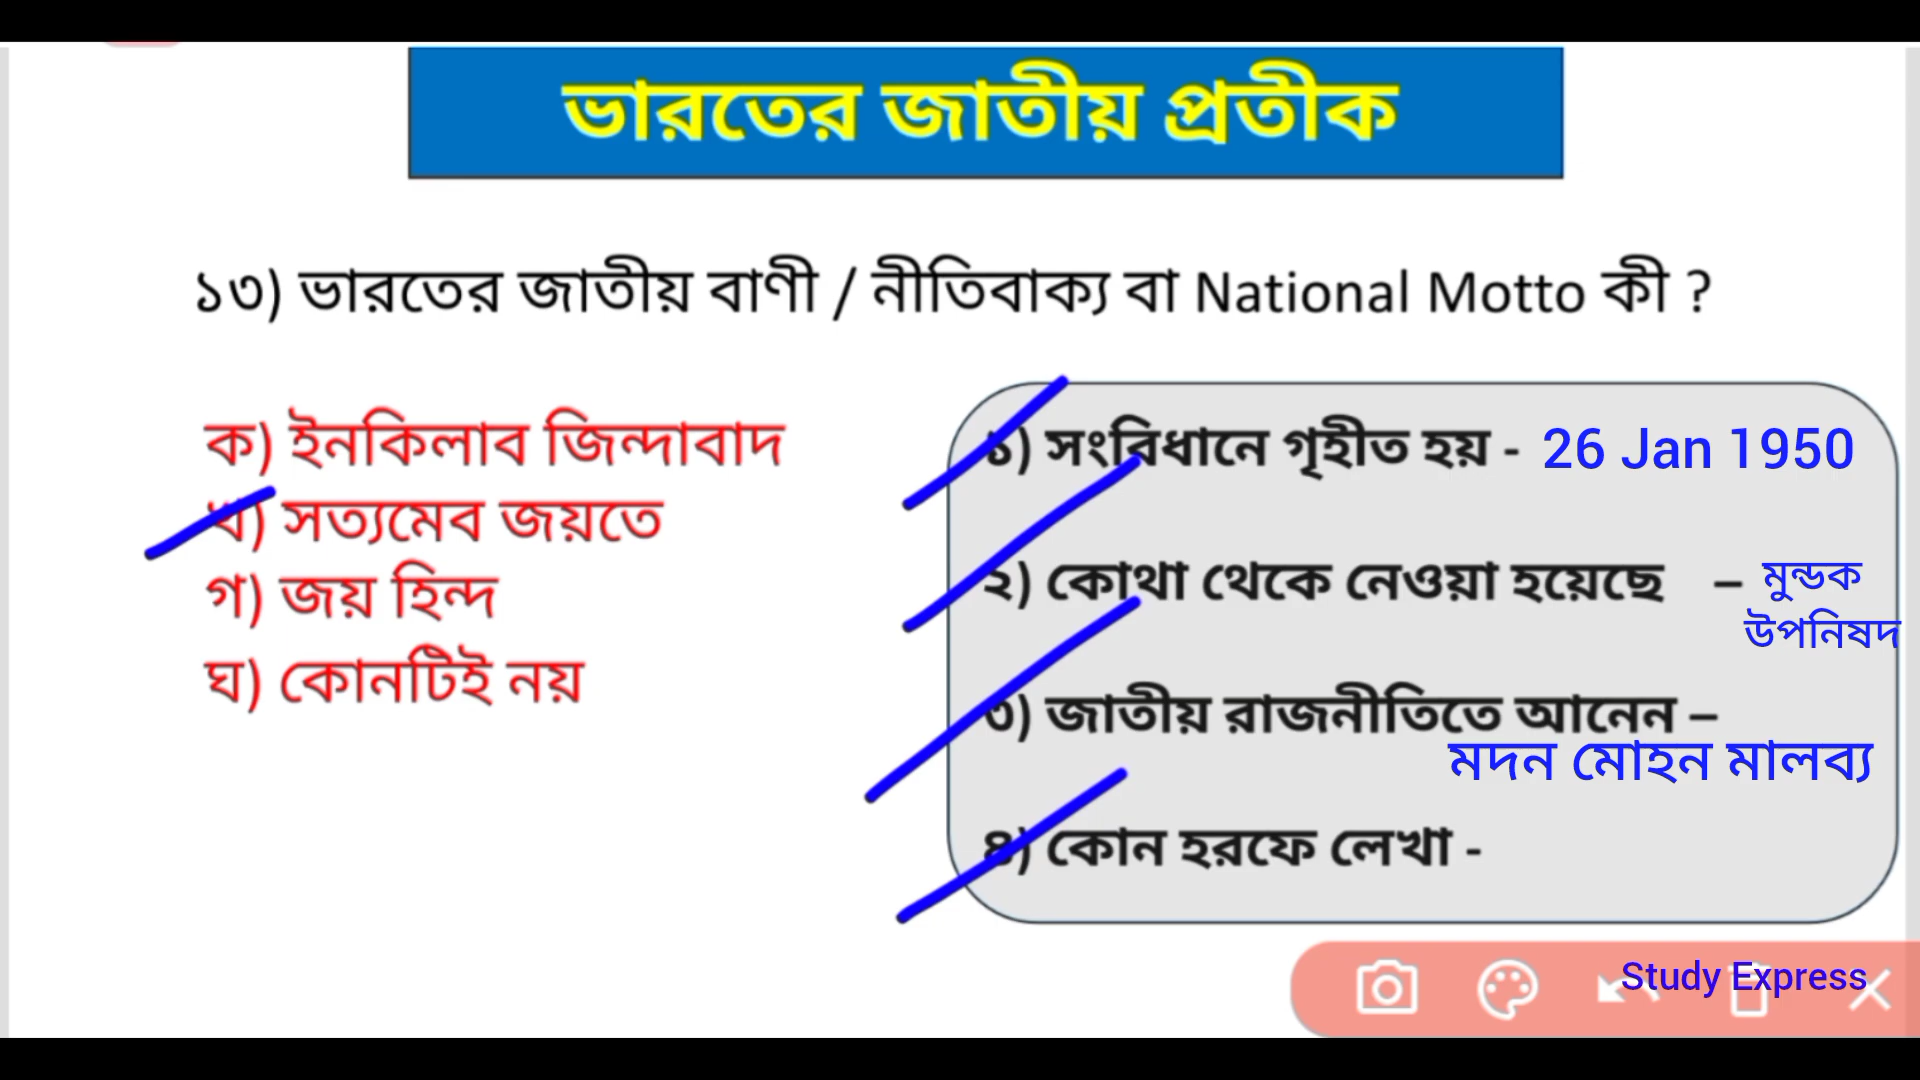 ভারতের জাতীয় প্রতীক
১৩) ভারতের জাতীয় বাণী / নীতিবাক্য বা National Motto কী ?
ক) ইনকিলাব জিন্দাবাদ
খ) সত্যমেব জয়তে
গ) জয় হিন্দ
ঘ) কোনটিই নয়
১) সংবিধানে গৃহীত হয় - 26 Jan 1950
২) কোথা থেকে নেওয়া হয়েছে – মুন্ডক
উপনিষদ
৩) জাতীয় রাজনীতিতে আনেন –
মদন মোহন মালব্য
৪) কোন হরফে লেখা -
Study Express